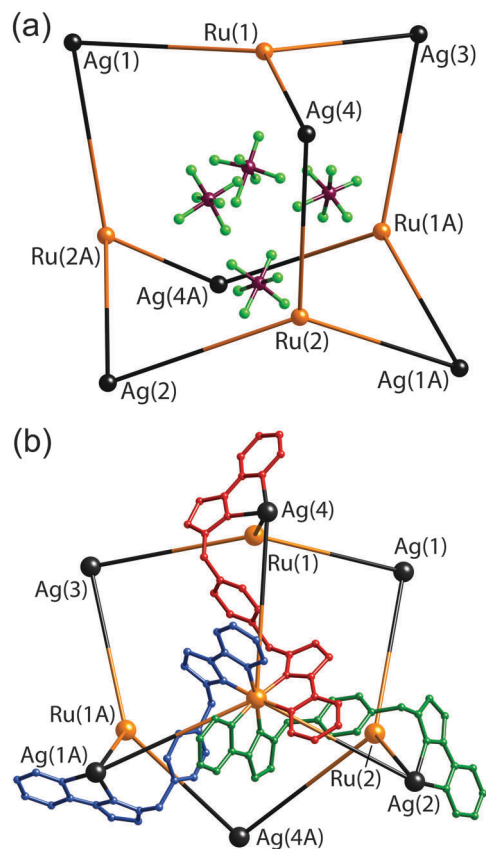 (a)
Ru(1)
Ag(1)
Ag(3)
Ag(4)
Ru(2A)
Ru(1A)
Ag(4A)
Ru(2)
Ag(2)
Ag(1A)
(b)
Ag(4)
Ru(1)
Ag(3)
Ag(1)
Ru(1A)
Ag(1A)
Ru(2)
Ag(2)
Ag(4A)